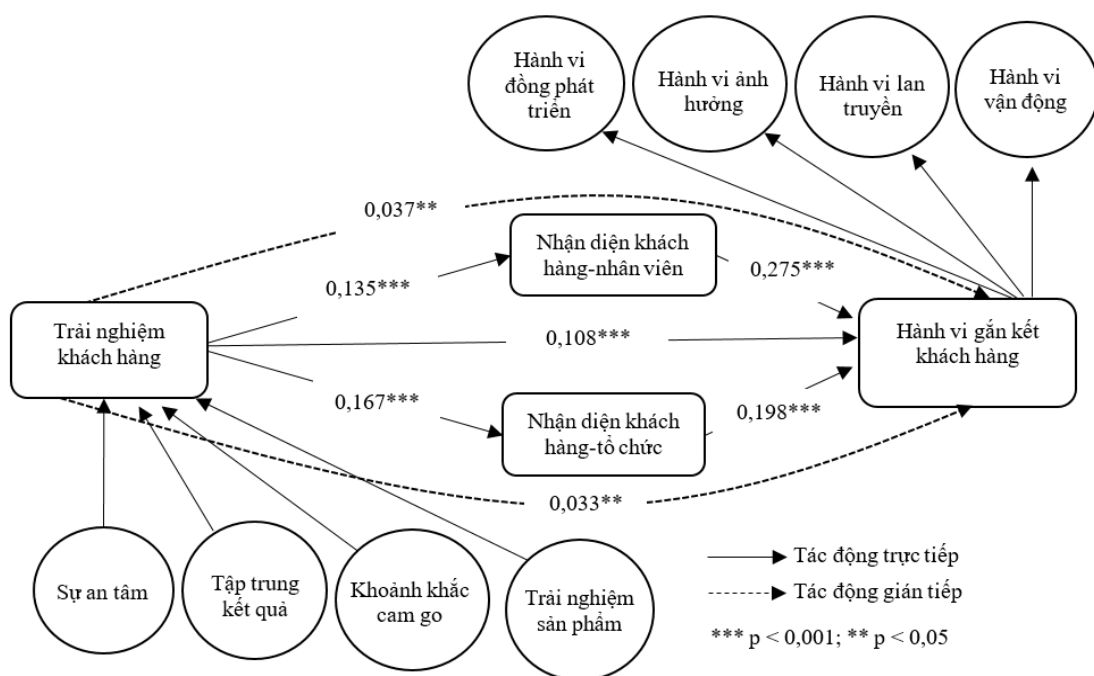 Hành vi
đồng phát
triển
Hành vi ảnh
hưởng
Hành vi lan
truyền
Hành vi
vận động
0,037**
Nhận diện khách
hàng-nhân viên
0,135***
0,275***
Trải nghiệm
khách hàng
0,108***
Hành vi gắn kết
khách hàng
0,167***
Nhận diện khách
hàng-tổ chức
0,198***
0,033**
Sự an tâm
Tập trung
kết quả
Khoảnh khắc
cam go
Trải nghiệm
sản phẩm
Tác động trực tiếp
Tác động gián tiếp
*** p < 0,001; ** p < 0,05